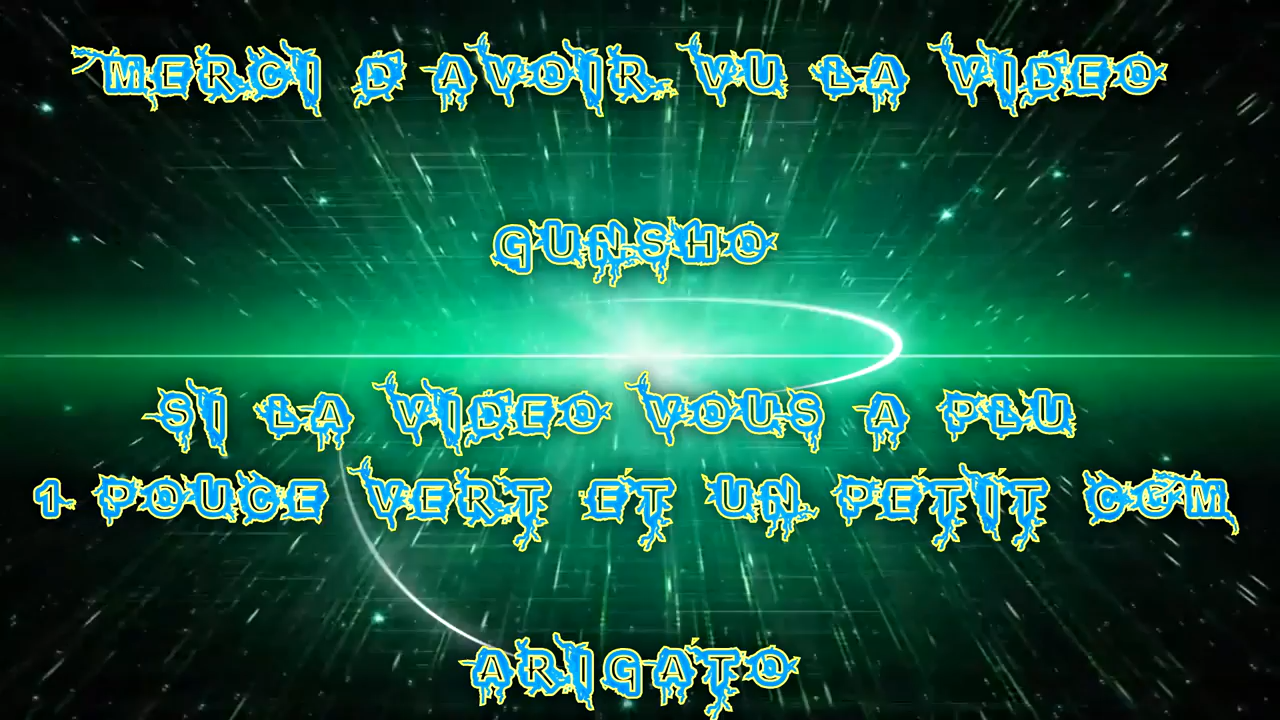 MERCI D AVOIR VU LA VIDEO
GUNSHO
SI LA VIDEO VOUS A PLU
1 POUCE VERT ET UN PETIT COM
ARIGATO